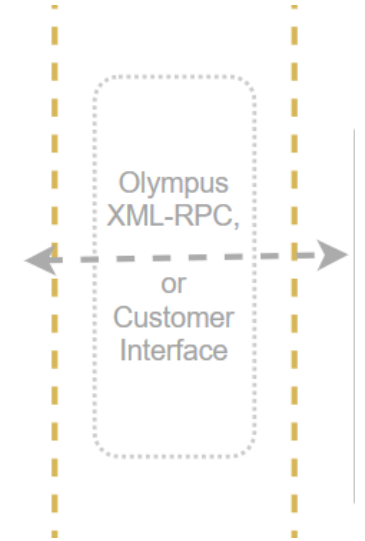 Olympus
XML-RPC,
or
Customer
Interface